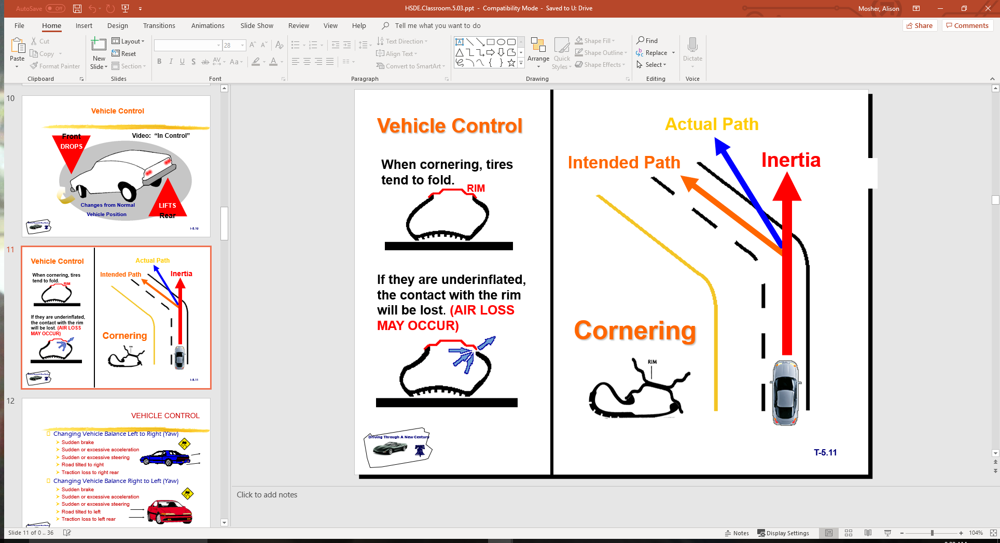 AutoSave Off
HSDE.Classroom.5.03.ppt - Compatibility Mode - Saved to U: Drive
Mosher, Alison
File Home Insert Design Transitions Animations Slide Show Review View Help Tell me what you want to do
Share Comments
Paste
Cut
Copy
Format Painter
Clipboard
New
Slide
Layout
Reset
Section
Slides
28
Font
Text Direction
Align Text
Convert to SmartArt
Paragraph
Arrange
Quick
Styles
Shape Fill
Shape Outline
Shape Effects
Drawing
Find
Replace
Select
Editing
Dictate
Voice
10
Vehicle Control
Front
DROPS
Video: “In Control”
Changes from Normal
Vehicle Position
LIFTS
Rear
T-5.10
11
Vehicle Control
When cornering, tires
tend to fold.
RIM
If they are underinflated,
the contact with the rim
will be lost. (AIR LOSS
MAY OCCUR)
Actual Path
Intended Path
Inertia
Cornering
T-5.11
12
VEHICLE CONTROL
Changing Vehicle Balance Left to Right (Yaw)
Sudden brake
Sudden or excessive acceleration
Sudden or excessive steering
Road tilted to right
Traction loss to right rear
Changing Vehicle Balance Right to Left (Yaw)
Sudden brake
Sudden or excessive acceleration
Sudden or excessive steering
Road tilted to left
Traction loss to left rear
Vehicle Control
When cornering, tires
tend to fold.
RIM
If they are underinflated,
the contact with the rim
will be lost. (AIR LOSS
MAY OCCUR)
Driving Through A New Century
Actual Path
Intended Path
Inertia
Cornering
RIM
T-5.11
Click to add notes
Slide 11 of 0 .. 36
Notes
Display Settings
104%